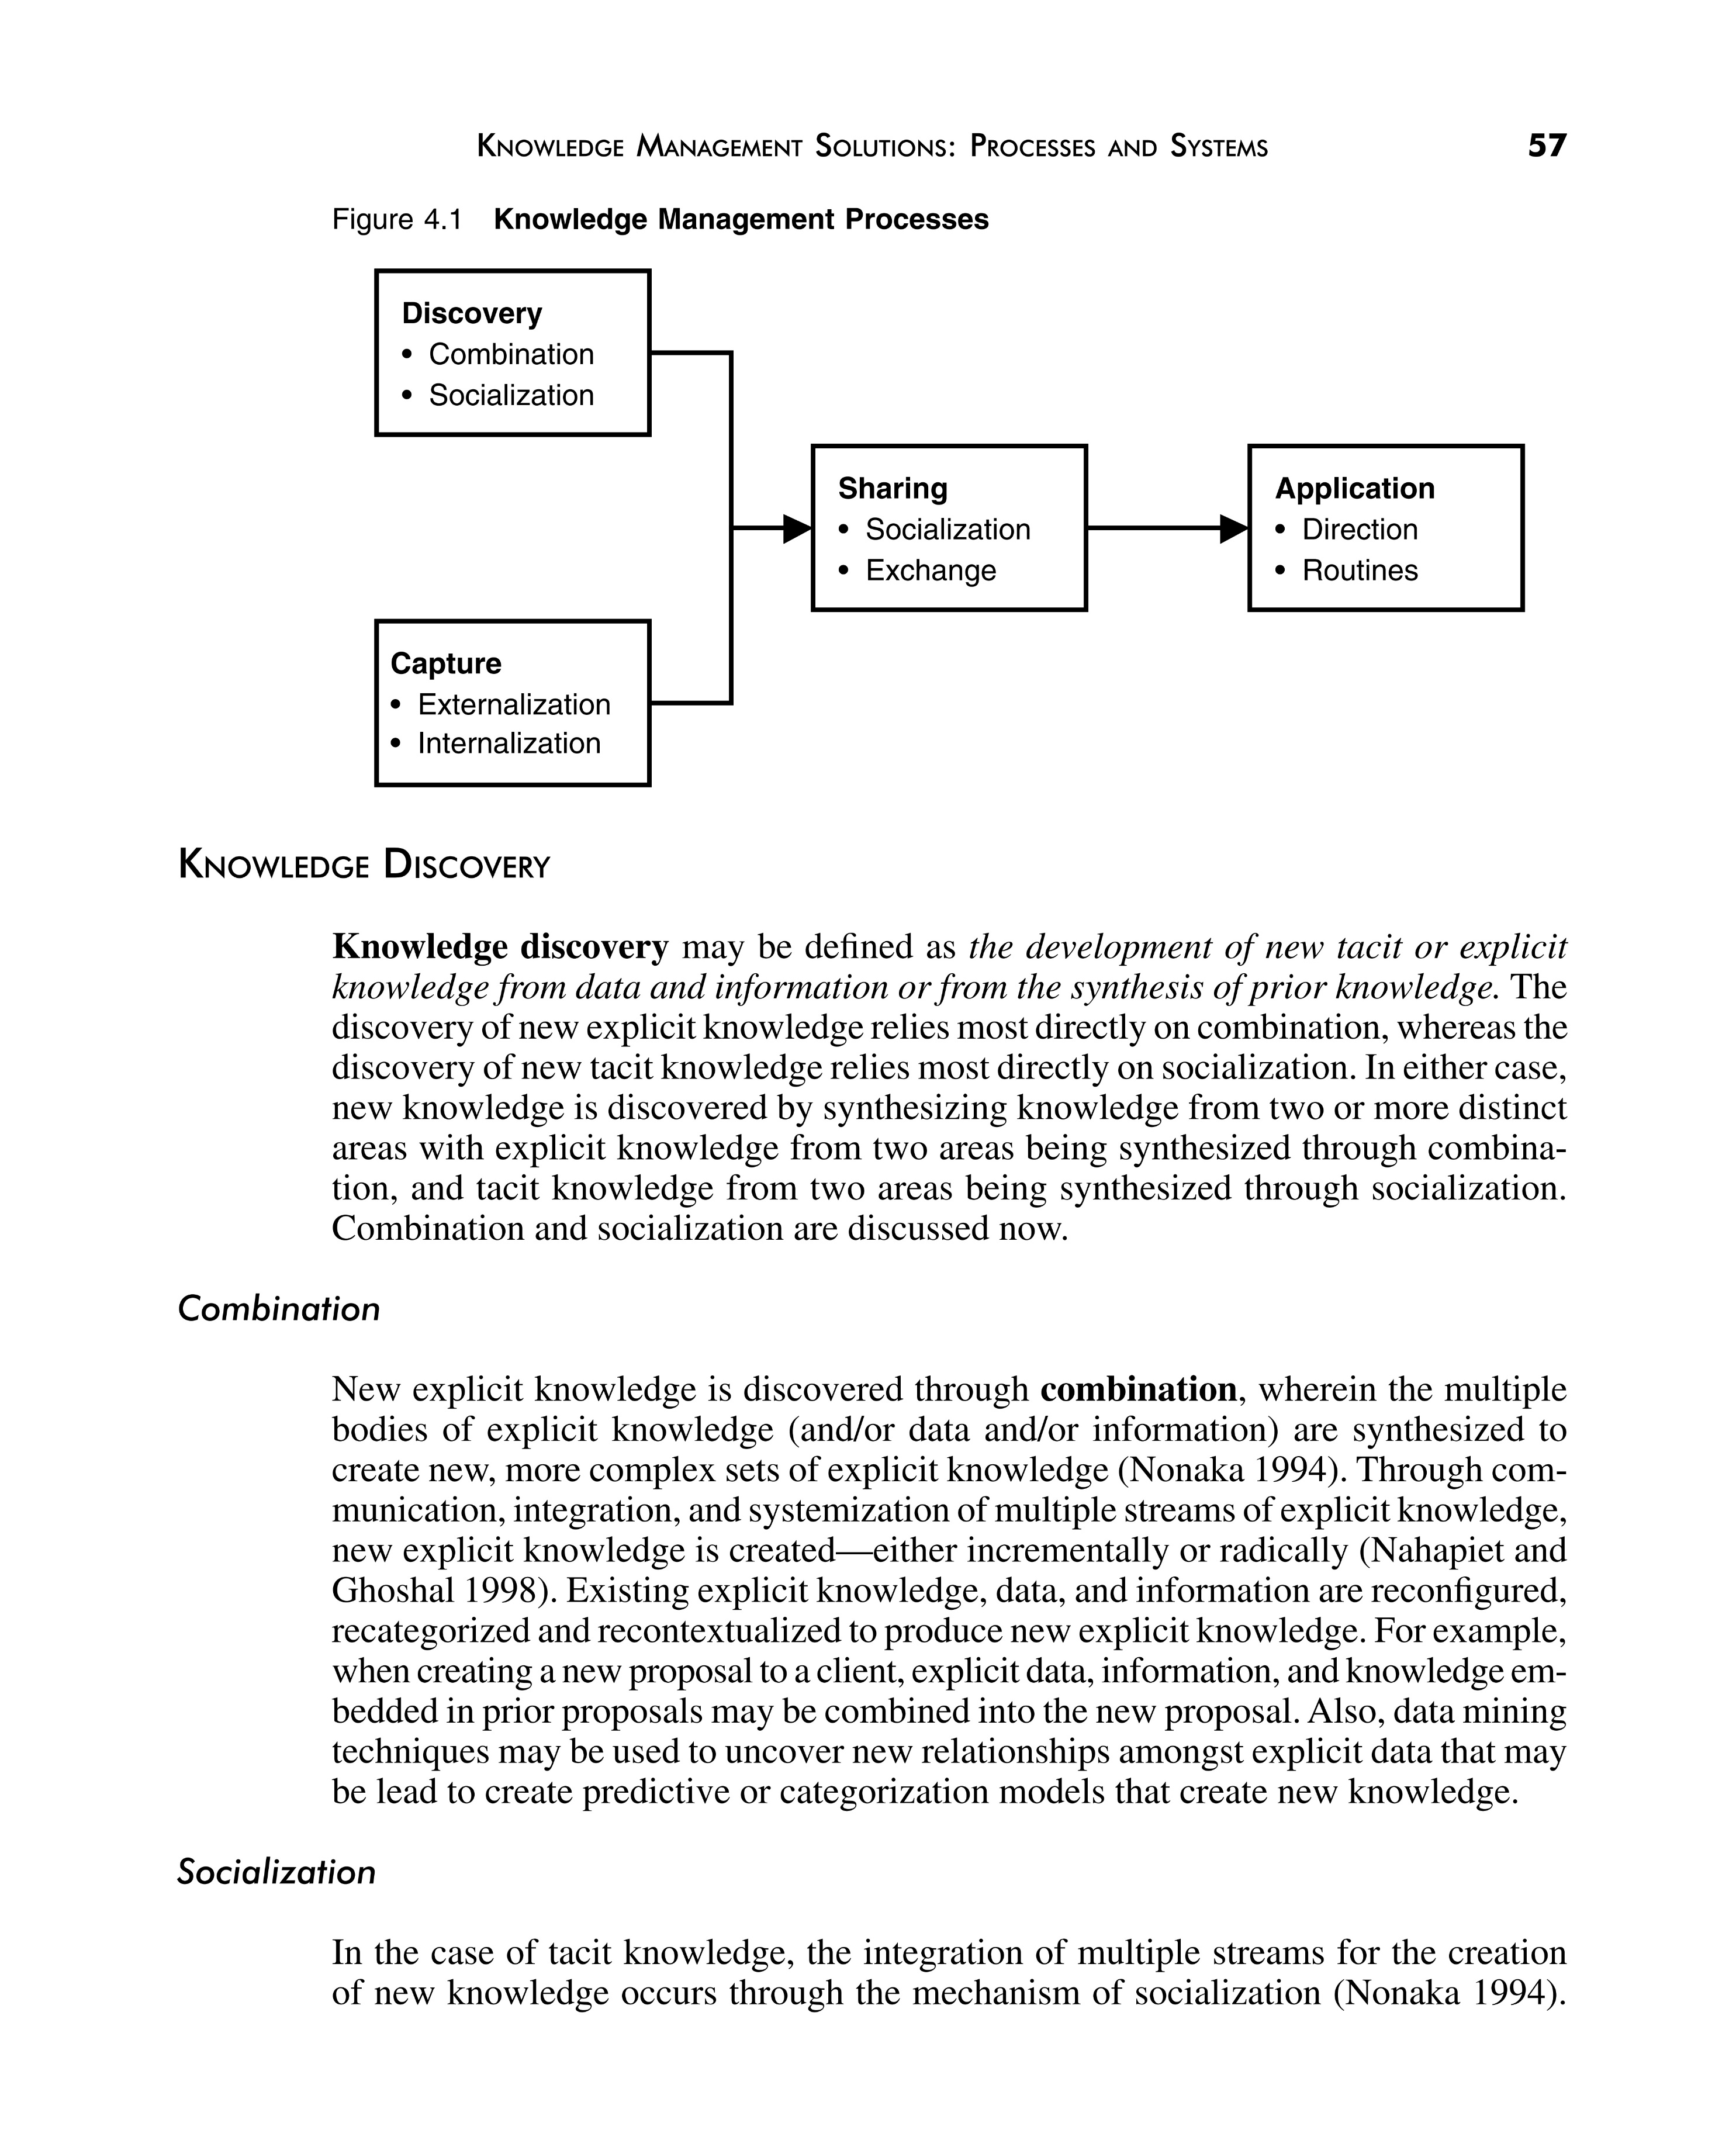 Knowledge Management Solutions: Processes and Systems 57
Figure 4.1 Knowledge Management Processes
Discovery
• Combination
• Socialization
Sharing
• Socialization
• Exchange
Application
• Direction
• Routines
Capture
• Externalization
• Internalization
Knowledge Discovery
Knowledge discovery may be defined as the development of new tacit or explicit
knowledge from data and information or from the synthesis of prior knowledge. The
discovery of new explicit knowledge relies most directly on combination, whereas the
discovery of new tacit knowledge relies most directly on socialization. In either case,
new knowledge is discovered by synthesizing knowledge from two or more distinct
areas with explicit knowledge from two areas being synthesized through combina-
tion, and tacit knowledge from two areas being synthesized through socialization.
Combination and socialization are discussed now.
Combination
New explicit knowledge is discovered through combination, wherein the multiple
bodies of explicit knowledge (and/or data and/or information) are synthesized to
create new, more complex sets of explicit knowledge (Nonaka 1994). Through com-
munication, integration, and systemization of multiple streams of explicit knowledge,
new explicit knowledge is created—either incrementally or radically (Nahapiet and
Ghoshal 1998). Existing explicit knowledge, data, and information are reconfigured,
recategorized and recontextualized to produce new explicit knowledge. For example,
when creating a new proposal to a client, explicit data, information, and knowledge em-
bedded in prior proposals may be combined into the new proposal. Also, data mining
techniques may be used to uncover new relationships amongst explicit data that may
be lead to create predictive or categorization models that create new knowledge.
Socialization
In the case of tacit knowledge, the integration of multiple streams for the creation
of new knowledge occurs through the mechanism of socialization (Nonaka 1994).